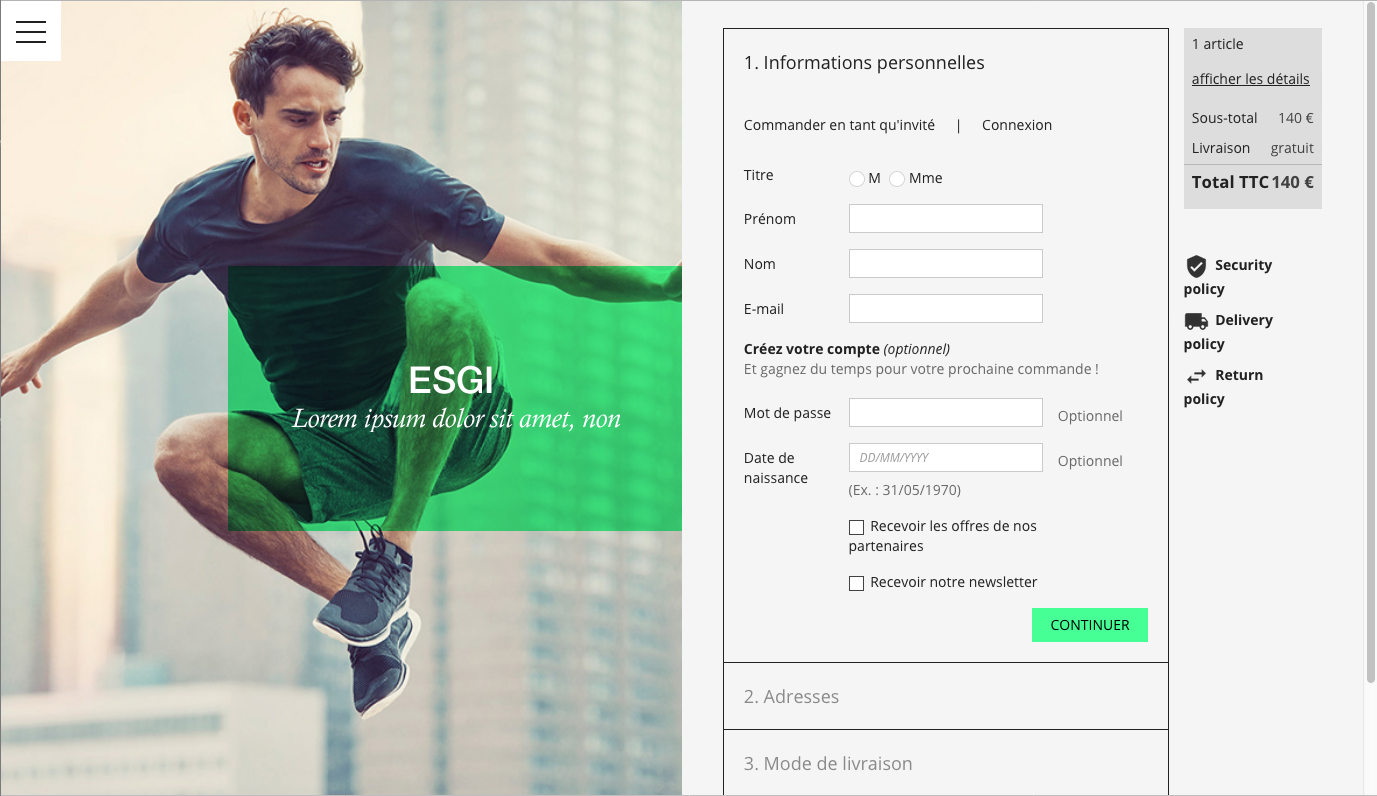 ESGI
Lorem ipsum dolor sit amet, non
1. Informations personnelles
Commander en tant qu'invité | Connexion
Titre M Mme
Prénom
Nom
E-mail
Créez votre compte (optionnel)
Et gagnez du temps pour votre prochaine commande !
Mot de passe Optionnel
Date de DD/MM/YYYY Optionnel
naissance
(Ex. : 31/05/1970)
Recevoir les offres de nos
partenaires
Recevoir notre newsletter
CONTINUER
2. Adresses
3. Mode de livraison
1 article
afficher les détails
Sous-total 140 €
Livraison gratuit
Total TTC 140 €
Security
policy
Delivery
policy
Return
policy